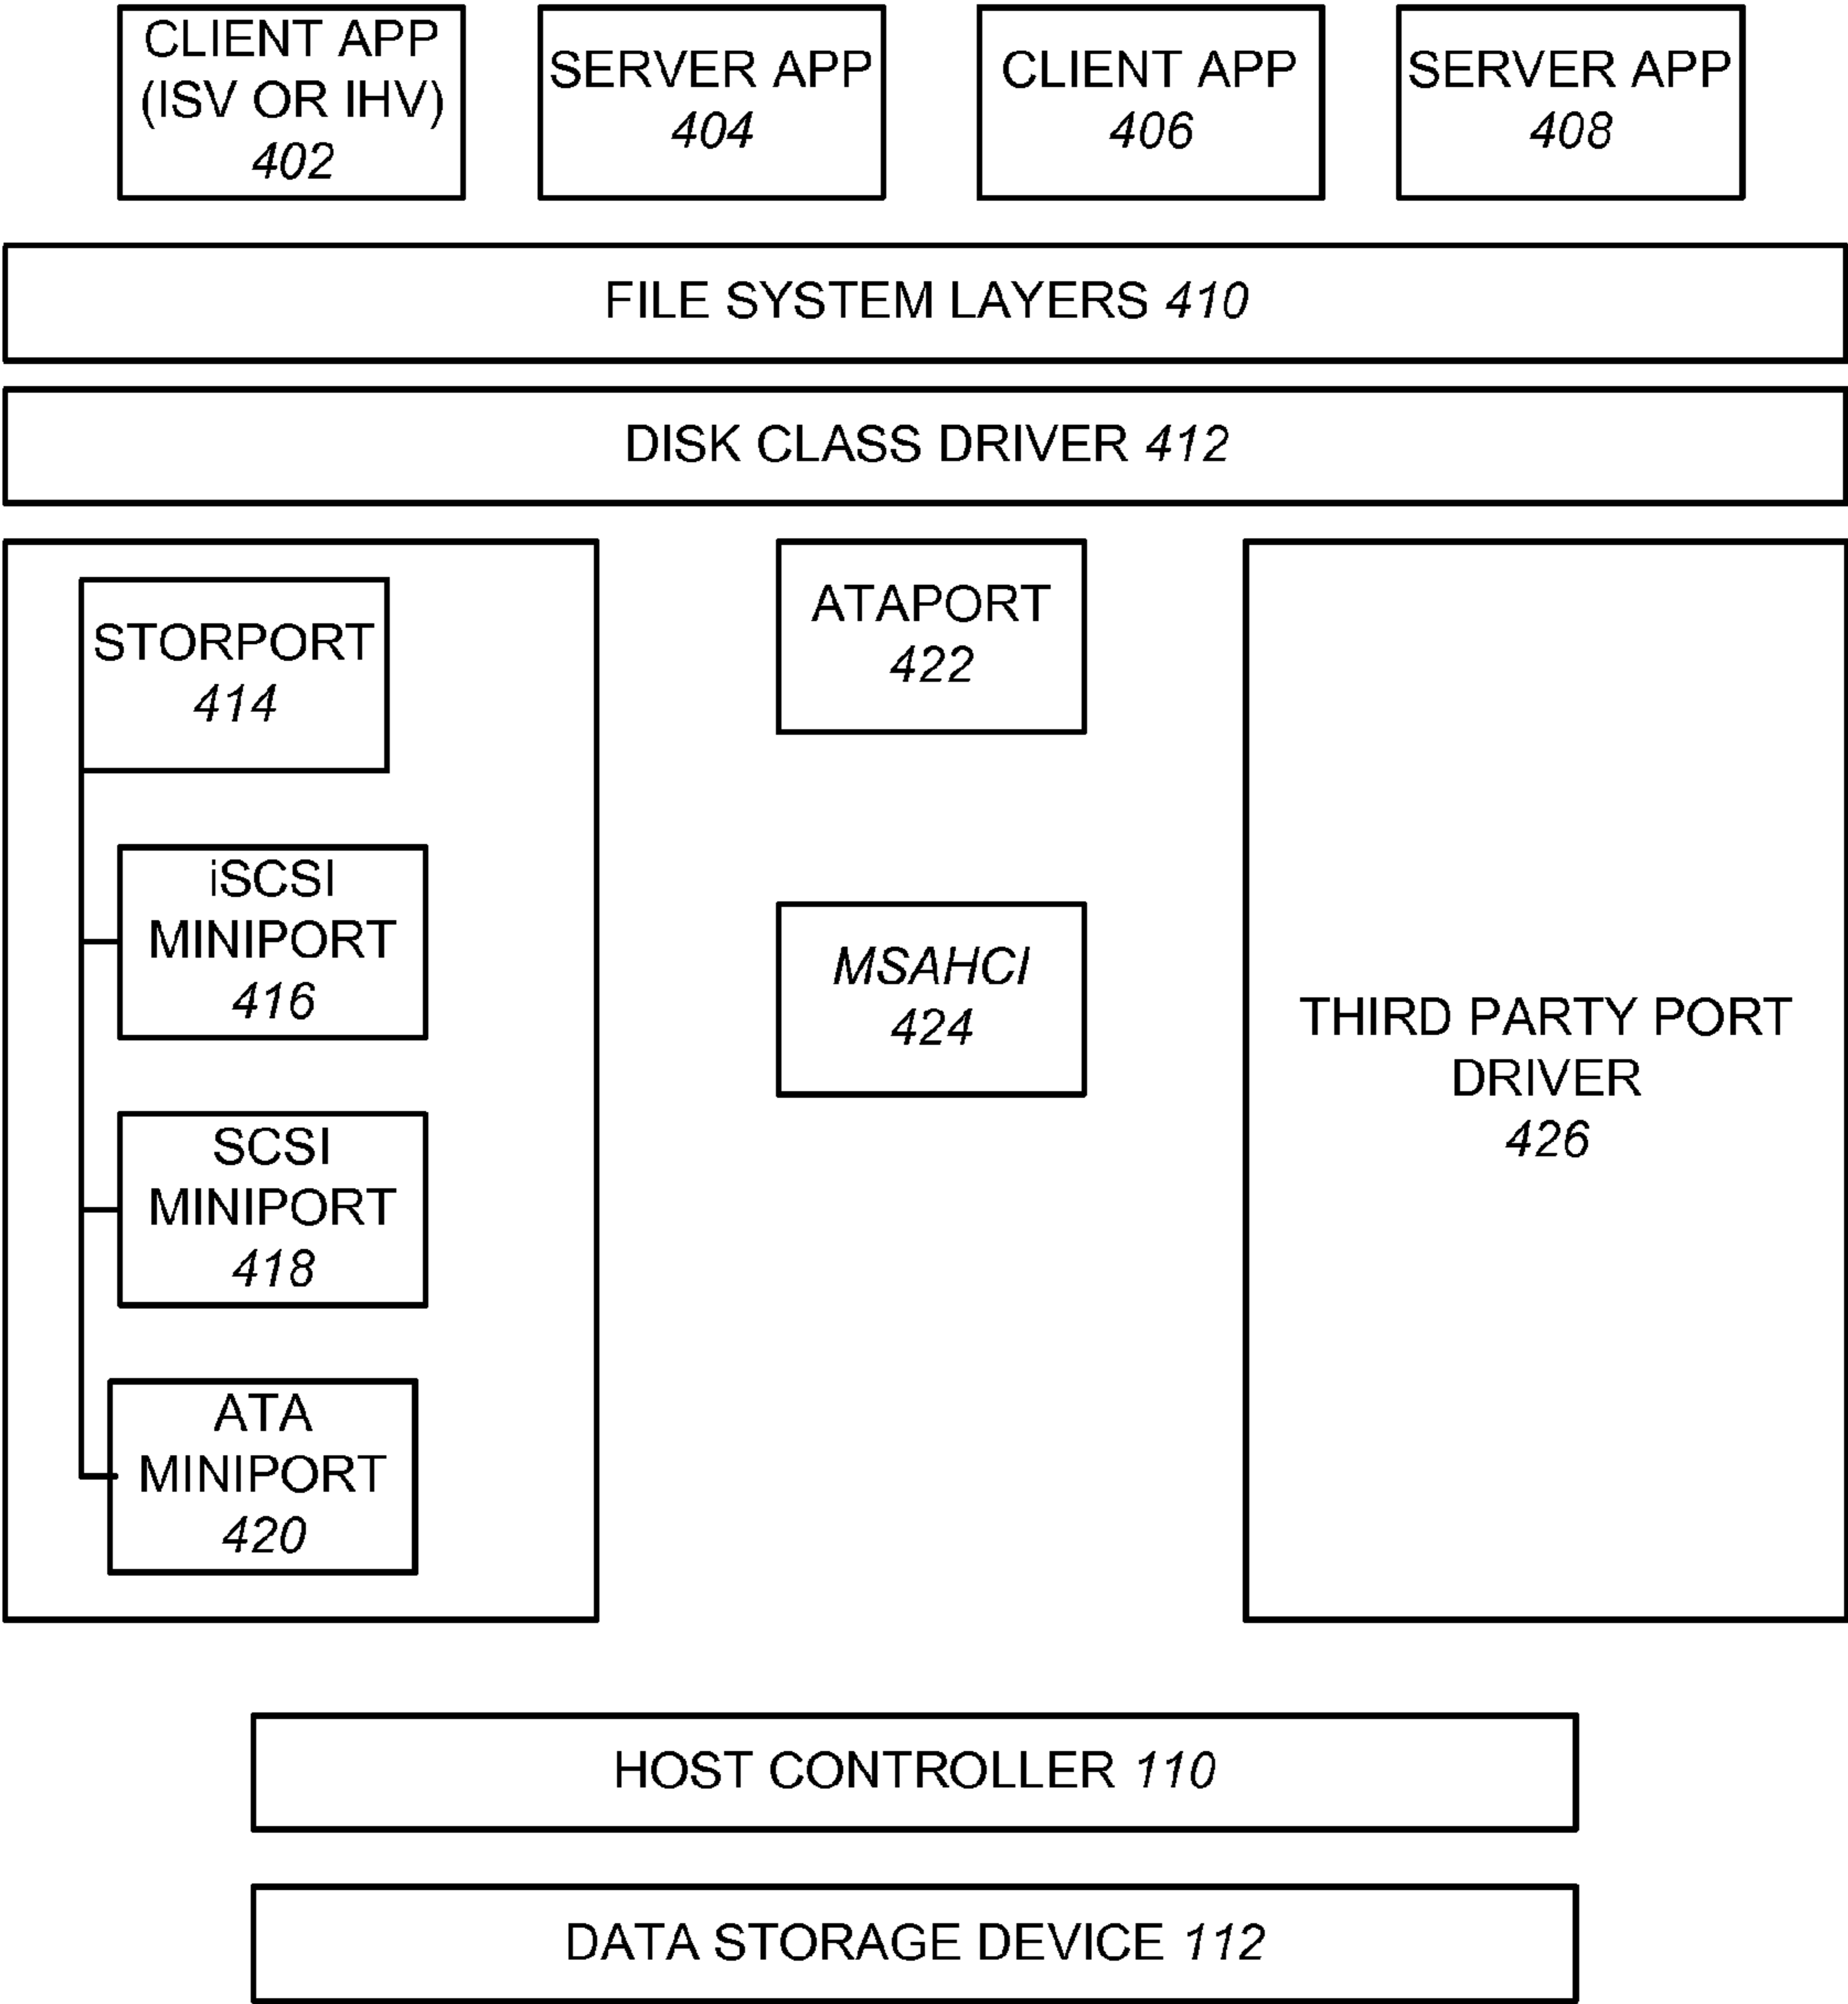 CLIENT APP
(ISV OR IHV)
402
SERVER APP
404
CLIENT APP
406
SERVER APP
408
FILE SYSTEM LAYERS 410
DISK CLASS DRIVER 412
STORPORT
414
iSCSI
MINIPORT
416
SCSI
MINIPORT
418
ATA
MINIPORT
420
ATAPORT
422
MSAHCI
424
THIRD PARTY PORT
DRIVER
426
HOST CONTROLLER 110
DATA STORAGE DEVICE 112